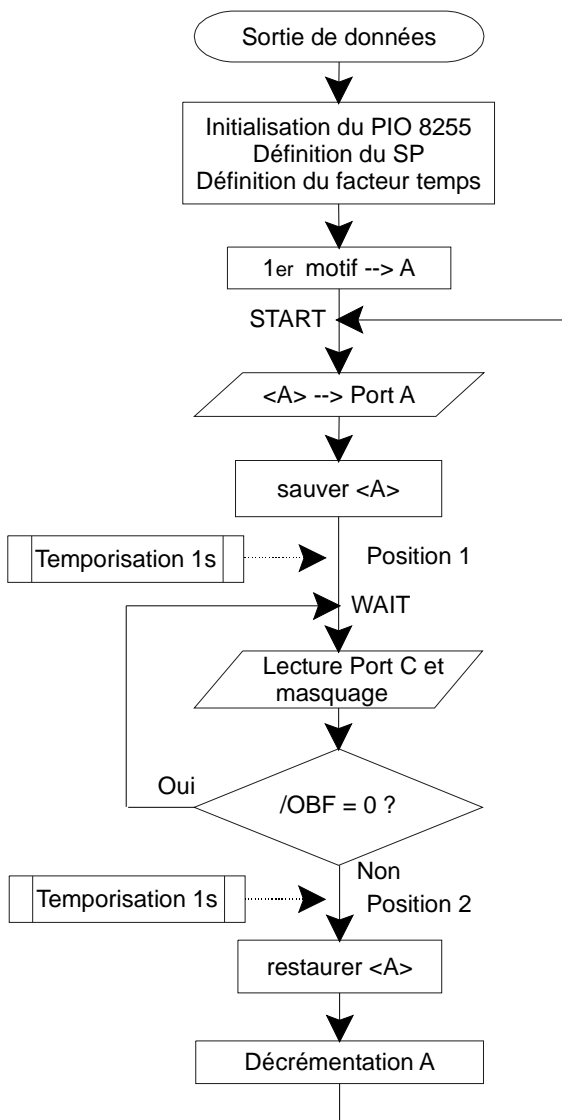 Sortie de données
Initialisation du PIO 8255
Définition du SP
Définition du facteur temps
1er motif --> A
START
<A> --> Port A
sauver <A>
Temporisation 1s
Position 1
WAIT
Lecture Port C et
masquage
Oui
/OBF = 0 ?
Non
Temporisation 1s
Position 2
restaurer <A>
Décrémentation A